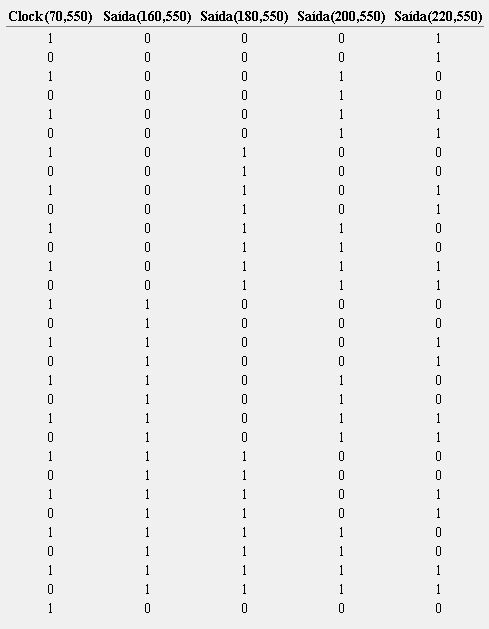 Clock(70,550) Saída(160,550) Saída(180,550) Saída(200,550) Saída(220,550)
1 0 0 0 1
0 0 0 0 1
1 0 0 1 0
0 0 0 1 0
1 0 0 1 1
0 0 0 1 1
1 0 1 0 0
0 0 1 0 0
1 0 1 0 1
0 0 1 0 1
1 0 1 1 0
0 0 1 1 0
1 0 1 1 1
0 0 1 1 1
1 1 0 0 0
0 1 0 0 0
1 1 0 0 1
0 1 0 0 1
1 1 0 1 0
0 1 0 1 0
1 1 0 1 1
0 1 0 1 1
1 1 1 0 0
0 1 1 0 0
1 1 1 0 1
0 1 1 0 1
1 1 1 1 0
0 1 1 1 0
1 1 1 1 1
0 1 1 1 1
1 0 0 0 0